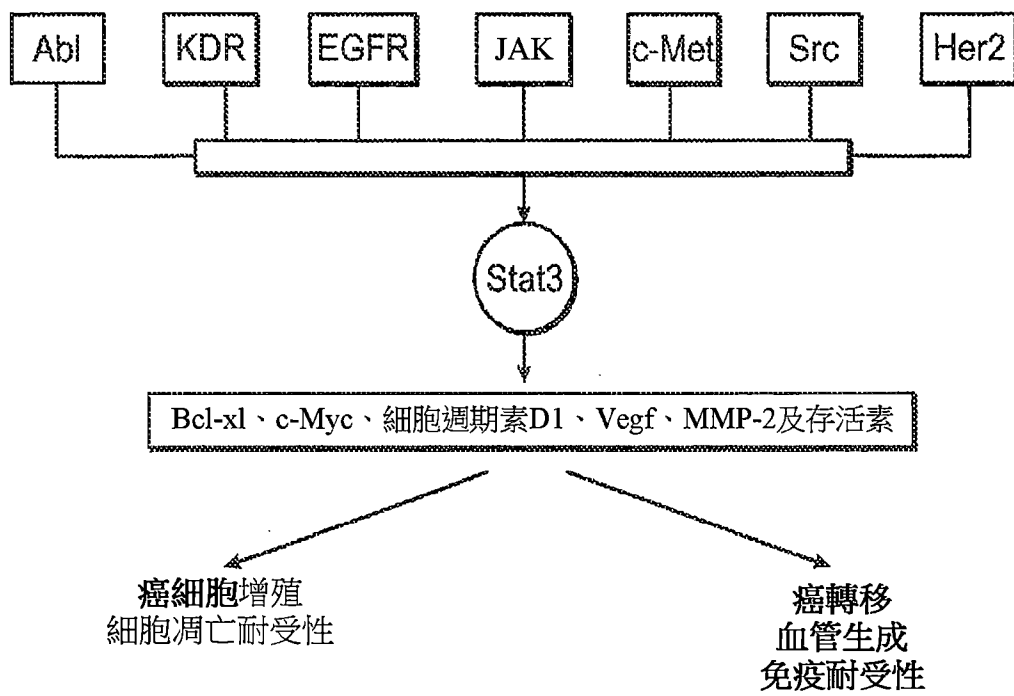 Abl KDR EGFR JAK c-Met Src Her2
Stat3
Bcl-xl、c-Myc、細胞週期素D1、Vegf、MMP-2及存活素
癌細胞增殖
細胞凋亡耐受性
癌轉移
血管生成
免疫耐受性